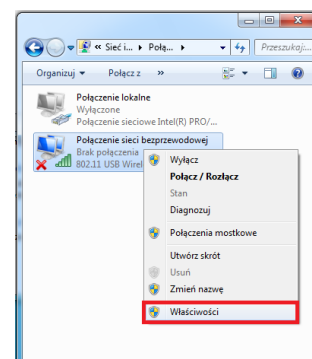 « Sieć i... ▸ Połą... ▸
Przeszukaj:...
Organizuj
Połącz z
»
Połączenie lokalne
Wyłączone
Połączenie sieciowe Intel(R) PRO/...
Połączenie sieci bezprzewodowej
Brak połączenia
802.11 USB Wirel
Wyłącz
Połącz / Rozłącz
Stan
Diagnozuj
Połączenia mostkowe
Utwórz skrót
Usuń
Zmień nazwę
Właściwości